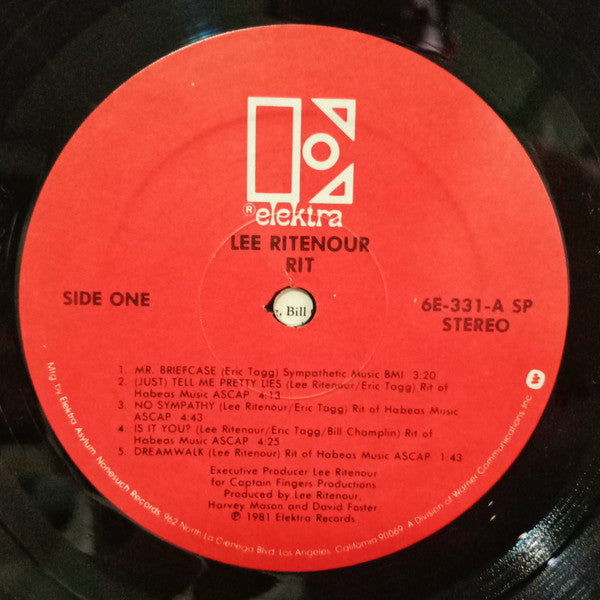 ® elektra
LEE RITENOUR
RIT
SIDE ONE
6E-331-A SP
STEREO
, Bill
1. MR. BRIEFCASE (Eric Tagg) Sympathetic Music BMI 3:20
2. (JUST) TELL ME PRETTY LIES (Lee Ritenour/Eric Tagg) Rit of
Habeas Music ASCAP 4:13
3. NO SYMPATHY (Lee Ritenour/Eric Tagg) Rit of Habeas Music
ASCAP 4:43
4. IS IT YOU? (Lee Ritenour/Eric Tagg/Bill Champlin) Rit of
Habeas Music ASCAP 4:25
5. DREAMWALK (Lee Ritenour) Rit of Habeas Music ASCAP 1:43
Executive Producer Lee Ritenour
for Captain Fingers Productions
Produced by Lee Ritenour,
Harvey Mason and David Foster
℗ 1981 Elektra Records
Mfg by Elektra Asylum Nonesuch Records 962 North La Cienega Blvd. Los Angeles, California 90069 A Division of Warner Communications Inc